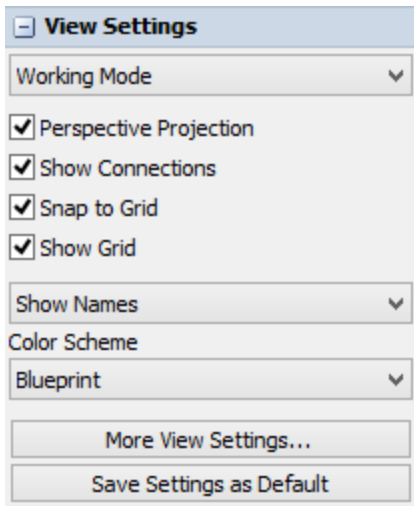 View Settings
Working Mode
Perspective Projection
Show Connections
Snap to Grid
Show Grid
Show Names
Color Scheme
Blueprint
More View Settings...
Save Settings as Default